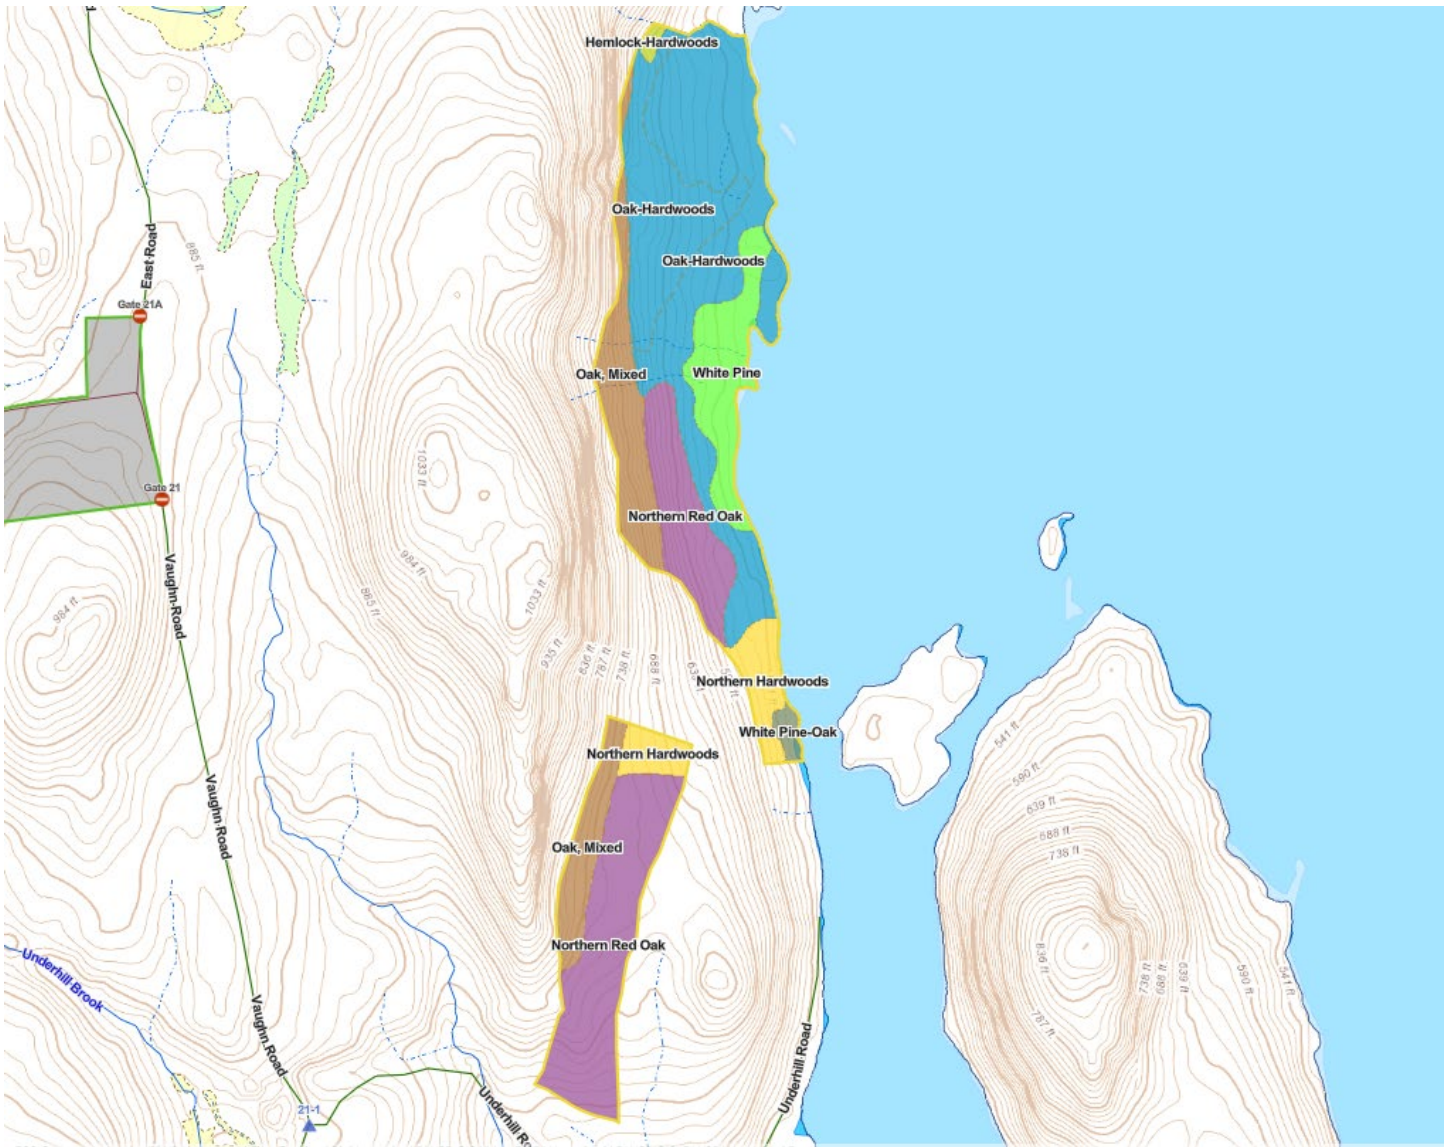 Hemlock-Hardwoods
Oak-Hardwoods
East Road
885 ft
Oak-Hardwoods
Gate 21A
Oak, Mixed
White Pine
1033 ft
Gate 21
Northern Red Oak
984 ft
1033 ft
885 ft
984 ft
Vaughn Road
935 ft
836 ft
787 ft
738 ft
688 ft
Northern Hardwoods
White Pine-Oak
541 ft
Northern Hardwoods
590 ft
639 ft
Vaughn Road
688 ft
Oak, Mixed
738 ft
Northern Red Oak
836 ft
738 ft
688 ft
639 ft
590 ft
541 ft
Underhill Brook
787 ft
Vaughn Road
Underhill Road
21-1
Underhill